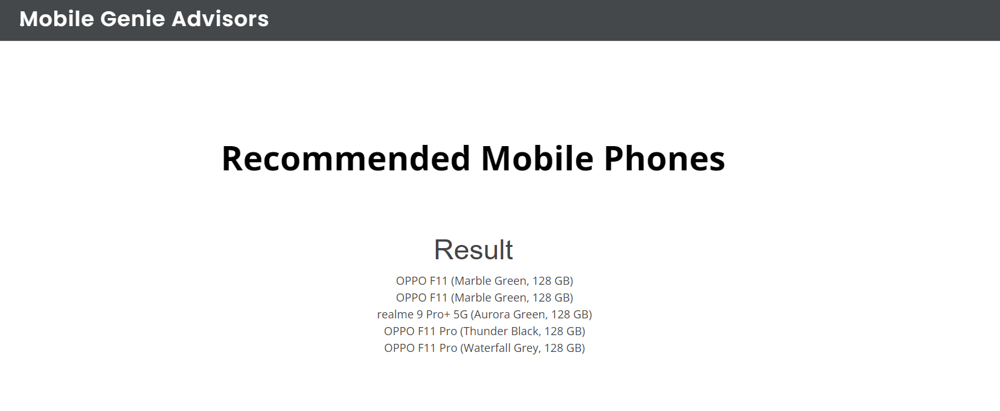 Mobile Genie Advisors
Recommended Mobile Phones
Result
OPPO F11 (Marble Green, 128 GB)
OPPO F11 (Marble Green, 128 GB)
realme 9 Pro+ 5G (Aurora Green, 128 GB)
OPPO F11 Pro (Thunder Black, 128 GB)
OPPO F11 Pro (Waterfall Grey, 128 GB)